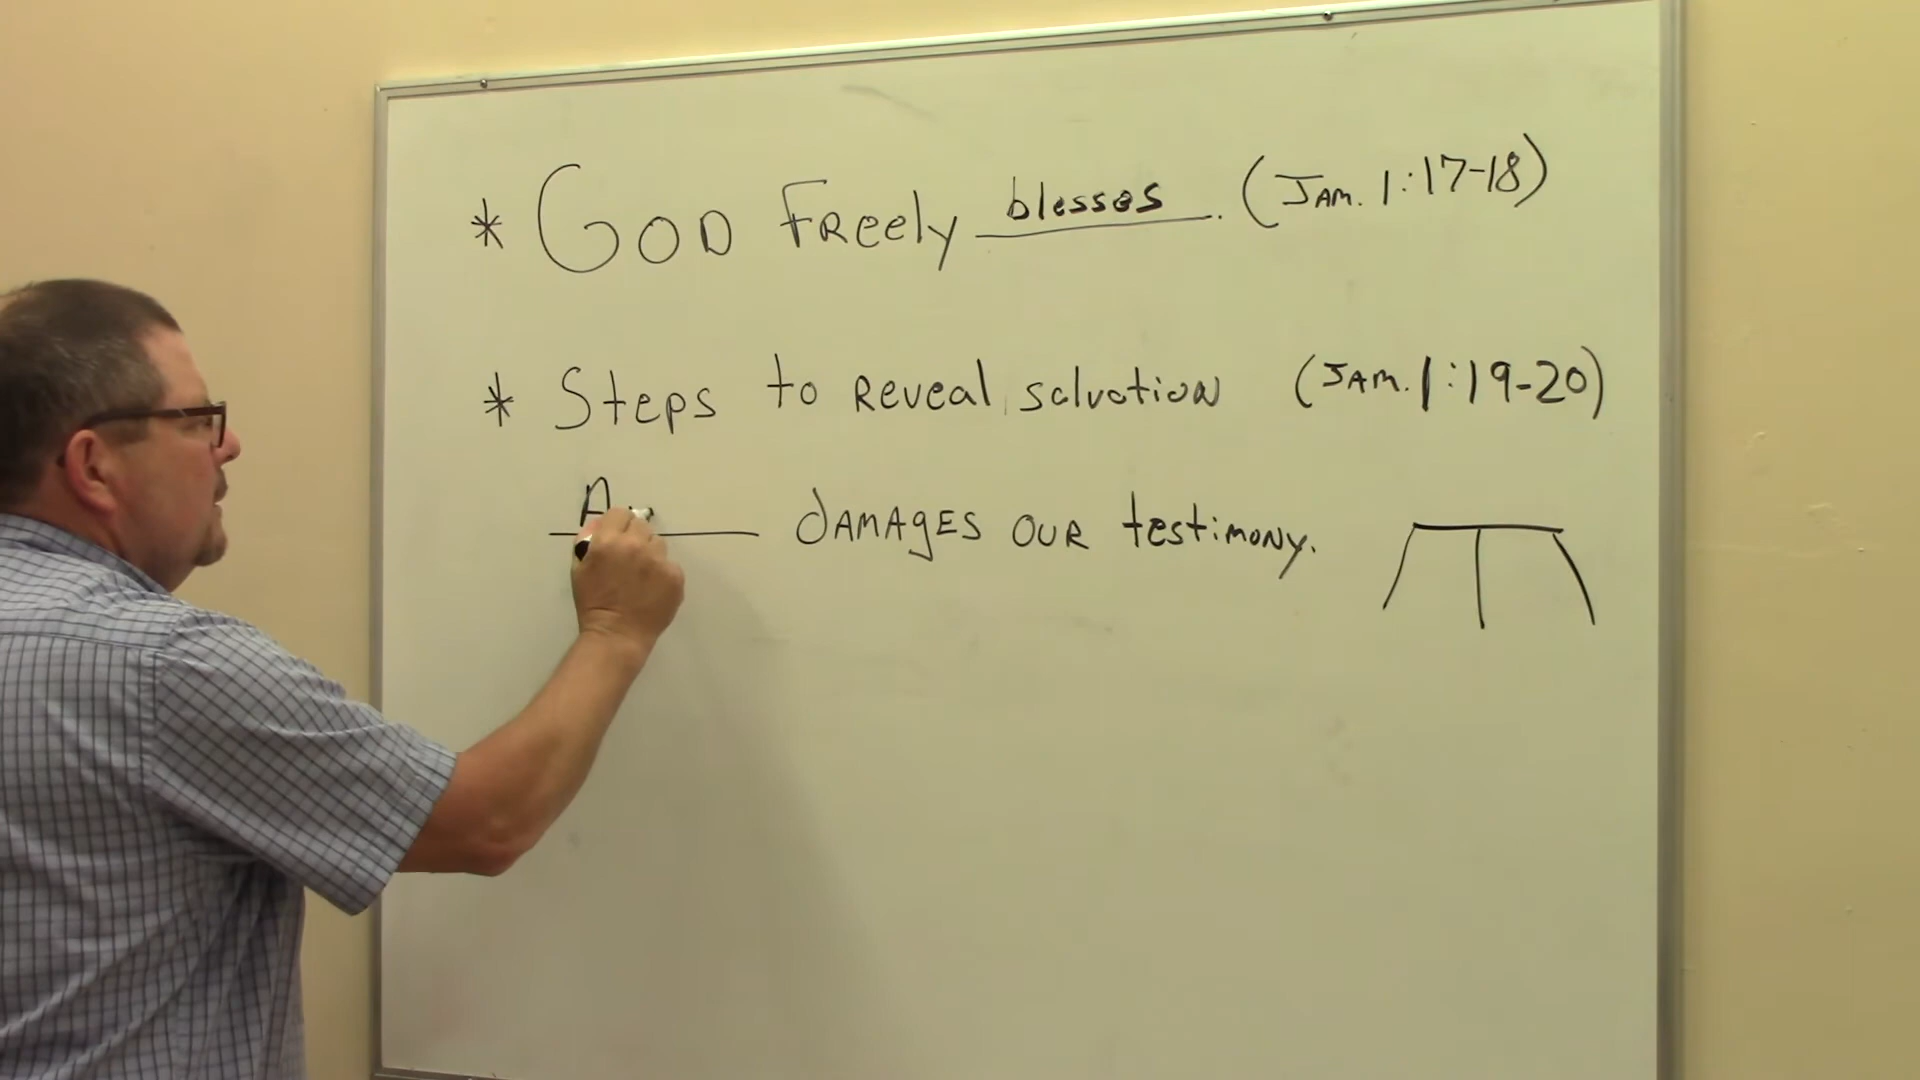 * GOD Freely blesses. (JAM. 1:17-18)
* Steps to Reveal salvation (JAM. 1:19-20)
DAMAgES OUR testimony.